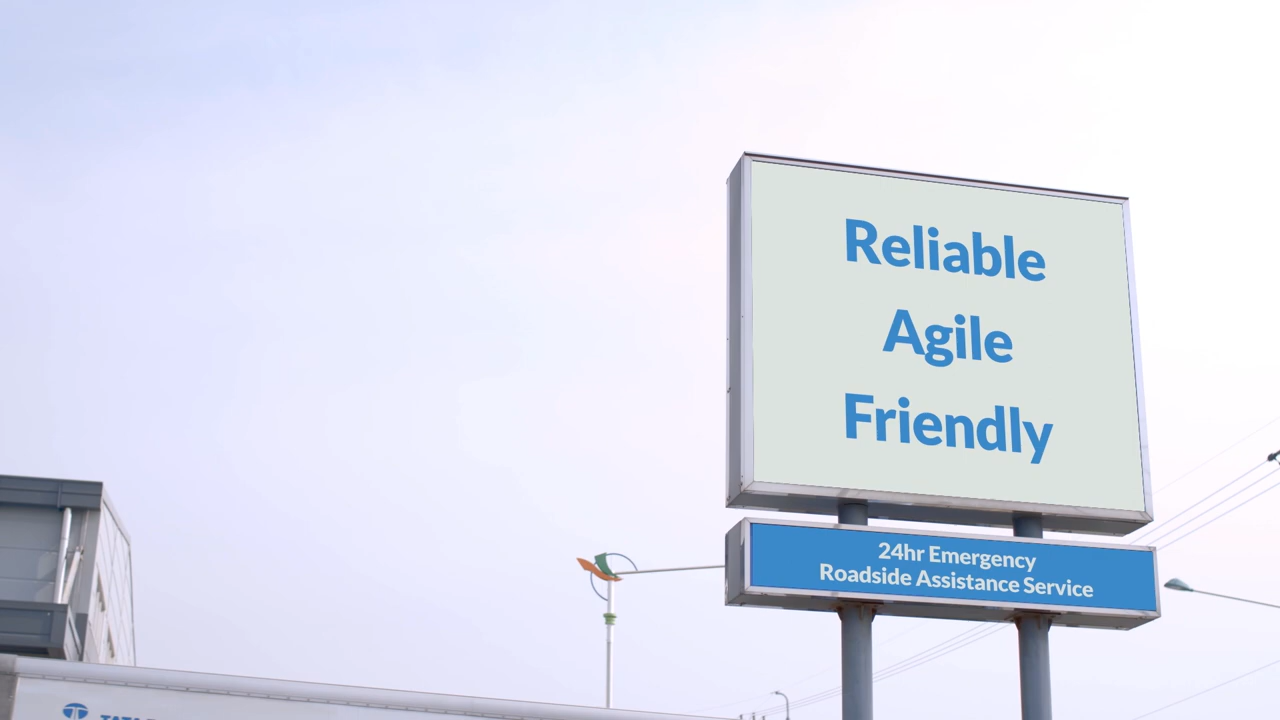 Reliable
Agile
Friendly
24hr Emergency
Roadside Assistance Service